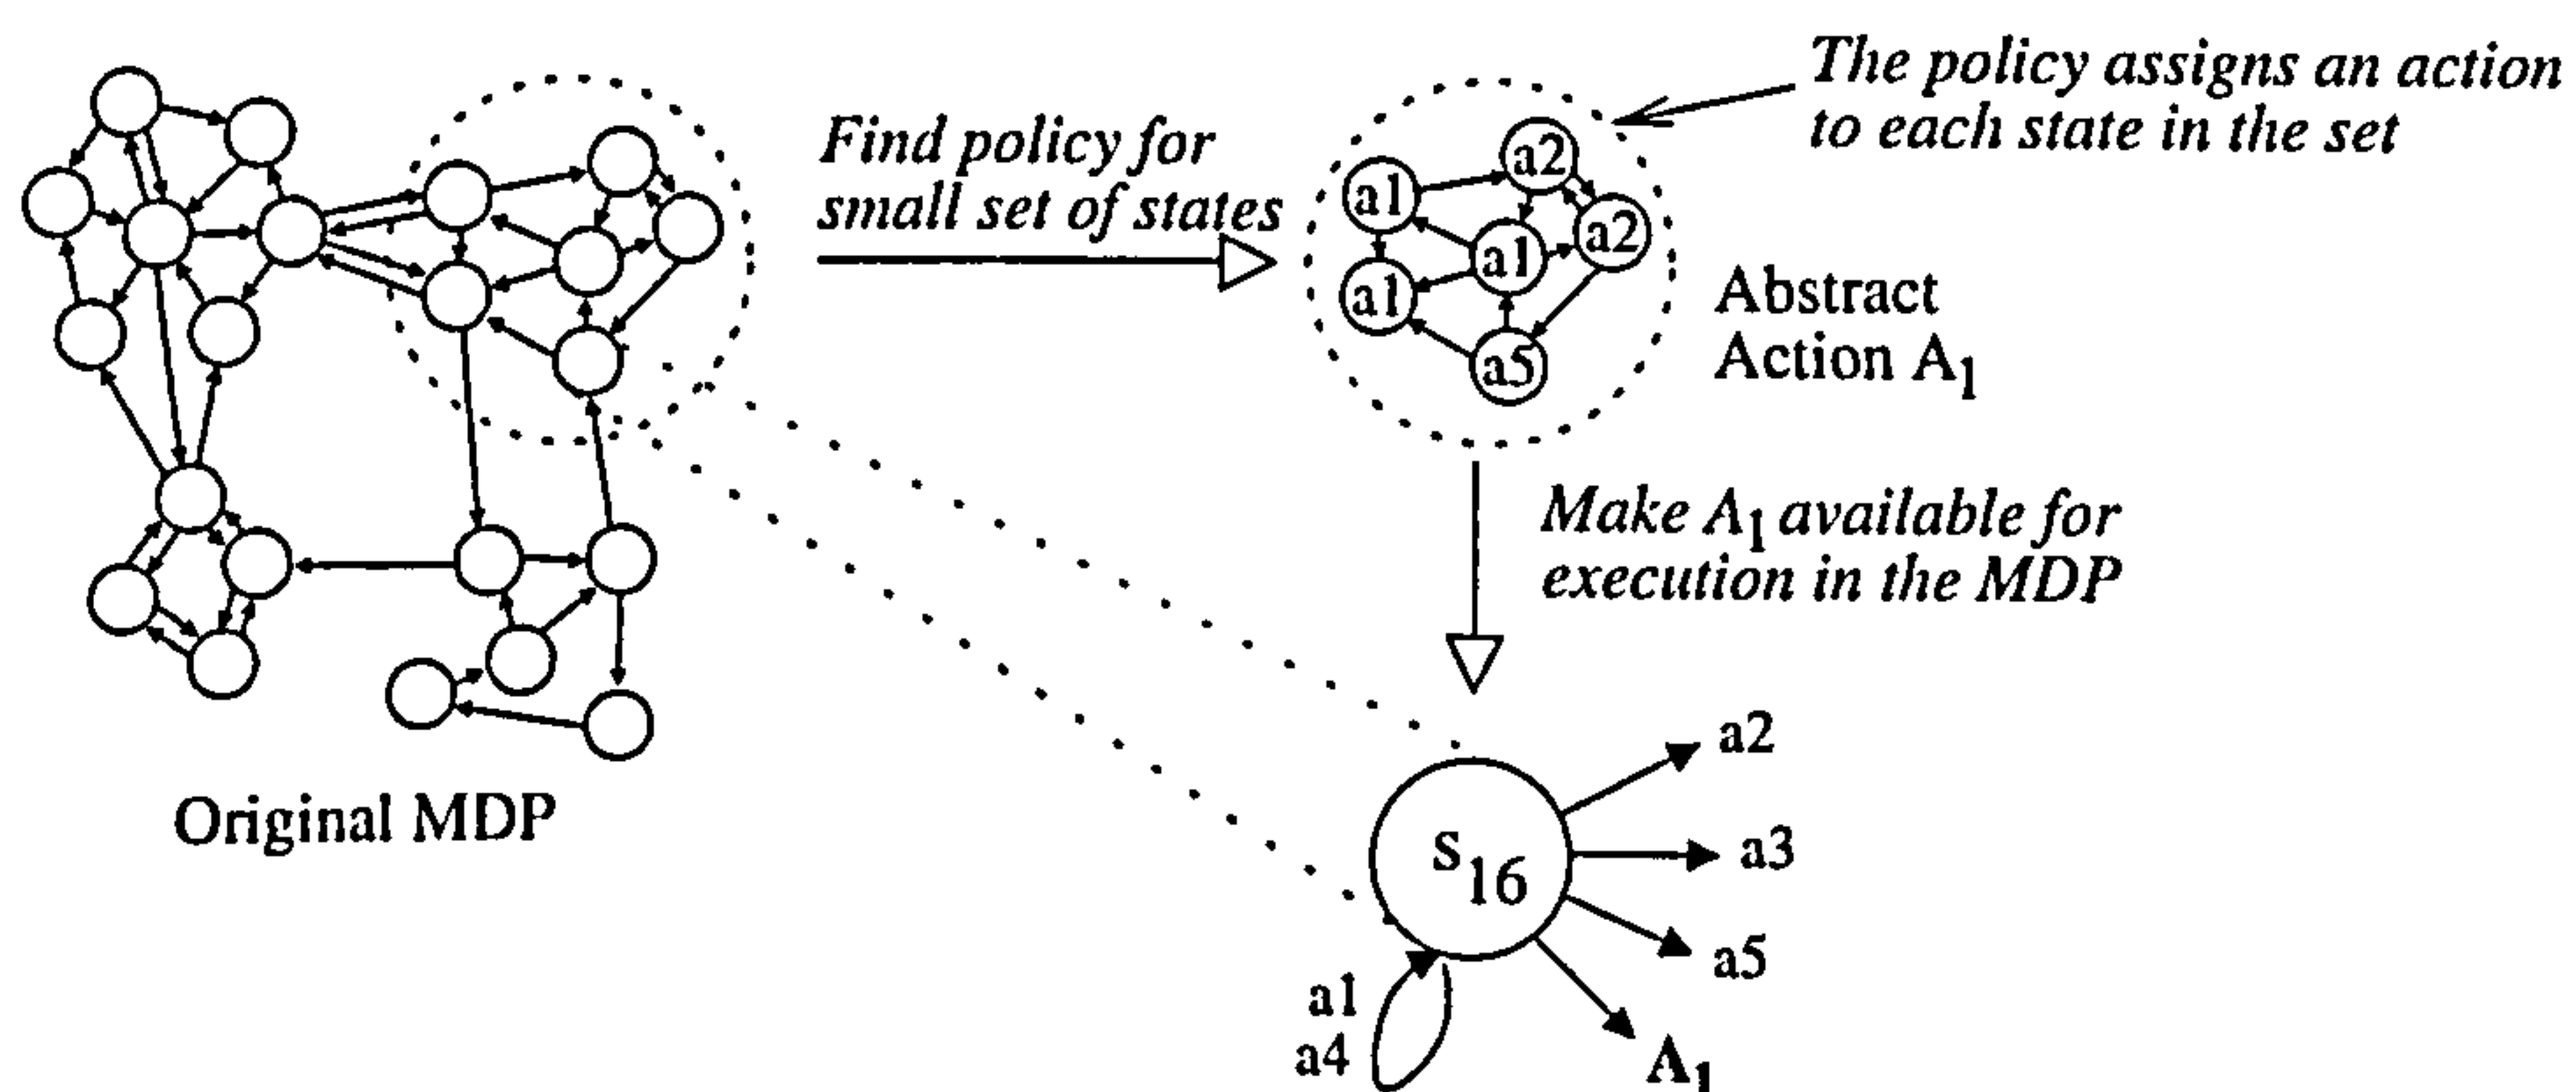 The policy assigns an action
to each state in the set
Find policy for
small set of states
a2
a1
a2
a1
a1
a5
Abstract
Action A1
Make A1 available for
execution in the MDP
Original MDP
a2
s16
a3
a5
a1
a4
A1